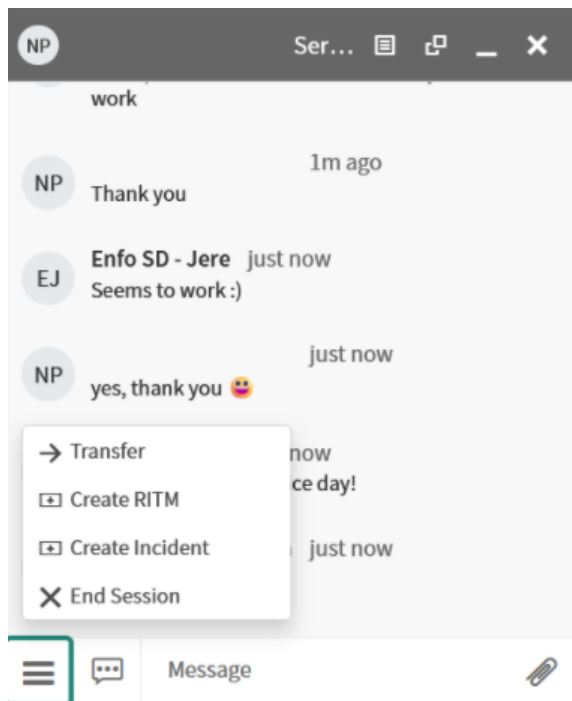 NP Ser...
work
1m ago
NP
Thank you
Enfo SD - Jere just now
EJ
Seems to work :)
just now
NP
yes, thank you 😀
now
ce day!
just now
Transfer
Create RITM
Create Incident
End Session
Message